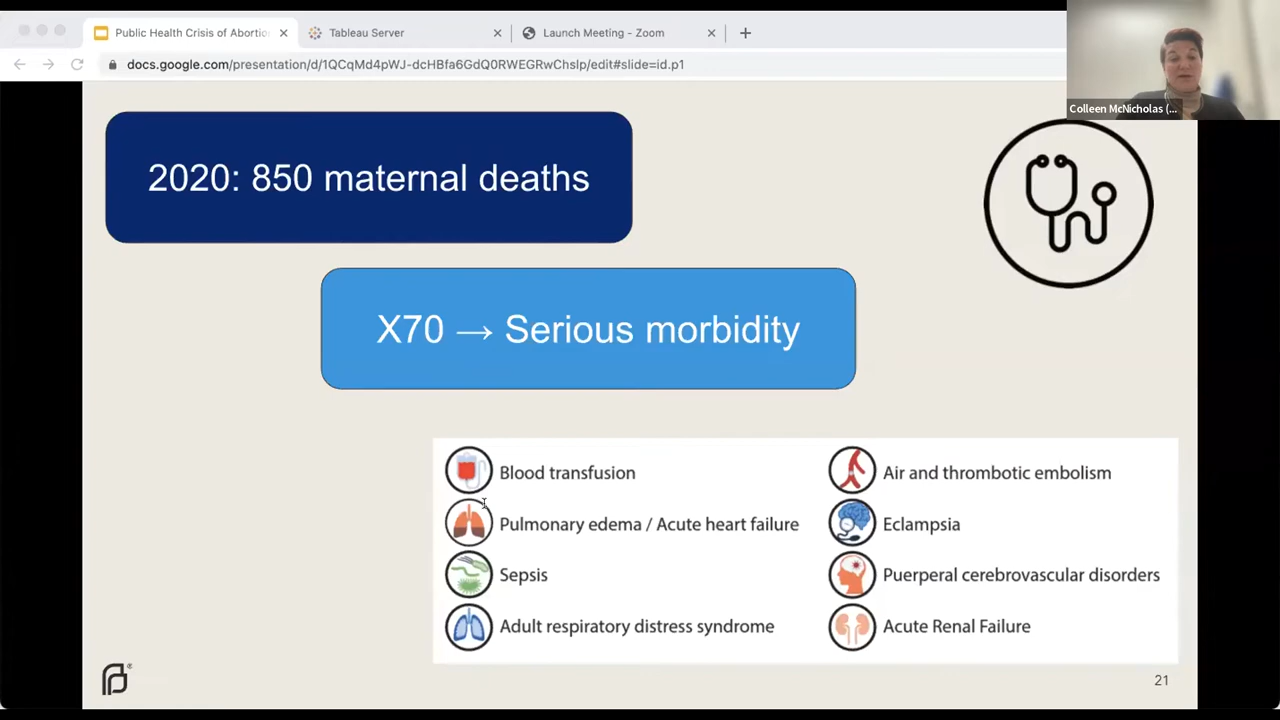 Public Health Crisis of Abortio
Tableau Server
Launch Meeting - Zoom
docs.google.com/presentation/d/1QCqMd4pWJ-dcHBfa6GdQ0RWEGRwChslp/edit#slide=id.p1
Colleen McNicholas (...
2020: 850 maternal deaths
X70 → Serious morbidity
Blood transfusion
Pulmonary edema / Acute heart failure
Sepsis
Adult respiratory distress syndrome
Air and thrombotic embolism
Eclampsia
Puerperal cerebrovascular disorders
Acute Renal Failure
21